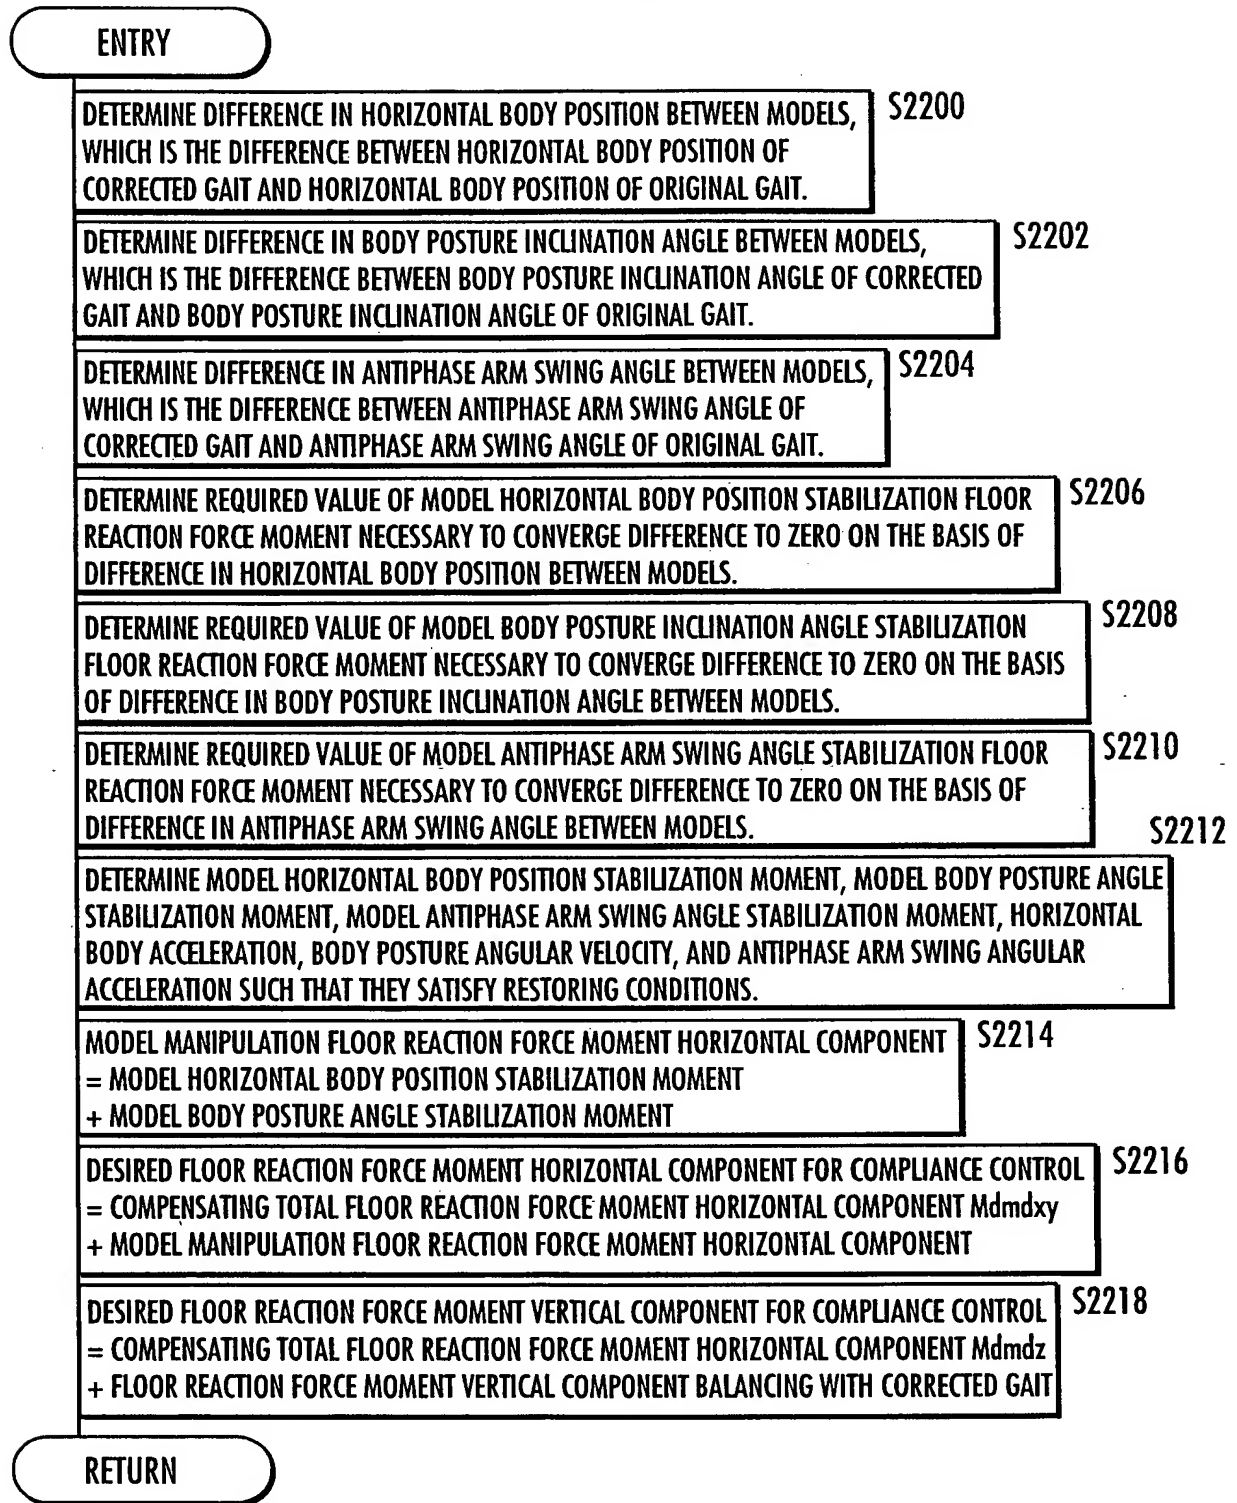 ENTRY
DETERMINE DIFFERENCE IN HORIZONTAL BODY POSITION BETWEEN MODELS,
WHICH IS THE DIFFERENCE BETWEEN HORIZONTAL BODY POSITION OF
CORRECTED GAIT AND HORIZONTAL BODY POSITION OF ORIGINAL GAIT.
S2200
DETERMINE DIFFERENCE IN BODY POSTURE INCLINATION ANGLE BETWEEN MODELS,
WHICH IS THE DIFFERENCE BETWEEN BODY POSTURE INCLINATION ANGLE OF CORRECTED
GAIT AND BODY POSTURE INCLINATION ANGLE OF ORIGINAL GAIT.
S2202
DETERMINE DIFFERENCE IN ANTIPHASE ARM SWING ANGLE BETWEEN MODELS,
WHICH IS THE DIFFERENCE BETWEEN ANTIPHASE ARM SWING ANGLE OF
CORRECTED GAIT AND ANTIPHASE ARM SWING ANGLE OF ORIGINAL GAIT.
S2204
DETERMINE REQUIRED VALUE OF MODEL HORIZONTAL BODY POSITION STABILIZATION FLOOR
REACTION FORCE MOMENT NECESSARY TO CONVERGE DIFFERENCE TO ZERO ON THE BASIS OF
DIFFERENCE IN HORIZONTAL BODY POSITION BETWEEN MODELS.
S2206
DETERMINE REQUIRED VALUE OF MODEL BODY POSTURE INCLINATION ANGLE STABILIZATION
FLOOR REACTION FORCE MOMENT NECESSARY TO CONVERGE DIFFERENCE TO ZERO ON THE BASIS
OF DIFFERENCE IN BODY POSTURE INCLINATION ANGLE BETWEEN MODELS.
S2208
DETERMINE REQUIRED VALUE OF MODEL ANTIPHASE ARM SWING ANGLE STABILIZATION FLOOR
REACTION FORCE MOMENT NECESSARY TO CONVERGE DIFFERENCE TO ZERO ON THE BASIS OF
DIFFERENCE IN ANTIPHASE ARM SWING ANGLE BETWEEN MODELS.
S2210
S2212
DETERMINE MODEL HORIZONTAL BODY POSITION STABILIZATION MOMENT, MODEL BODY POSTURE ANGLE
STABILIZATION MOMENT, MODEL ANTIPHASE ARM SWING ANGLE STABILIZATION MOMENT, HORIZONTAL
BODY ACCELERATION, BODY POSTURE ANGULAR VELOCITY, AND ANTIPHASE ARM SWING ANGULAR
ACCELERATION SUCH THAT THEY SATISFY RESTORING CONDITIONS.
MODEL MANIPULATION FLOOR REACTION FORCE MOMENT HORIZONTAL COMPONENT
= MODEL HORIZONTAL BODY POSITION STABILIZATION MOMENT
+ MODEL BODY POSTURE ANGLE STABILIZATION MOMENT
S2214
DESIRED FLOOR REACTION FORCE MOMENT HORIZONTAL COMPONENT FOR COMPLIANCE CONTROL
= COMPENSATING TOTAL FLOOR REACTION FORCE MOMENT HORIZONTAL COMPONENT Mdmdxy
+ MODEL MANIPULATION FLOOR REACTION FORCE MOMENT HORIZONTAL COMPONENT
S2216
DESIRED FLOOR REACTION FORCE MOMENT VERTICAL COMPONENT FOR COMPLIANCE CONTROL
= COMPENSATING TOTAL FLOOR REACTION FORCE MOMENT HORIZONTAL COMPONENT Mdmdz
+ FLOOR REACTION FORCE MOMENT VERTICAL COMPONENT BALANCING WITH CORRECTED GAIT
S2218
RETURN